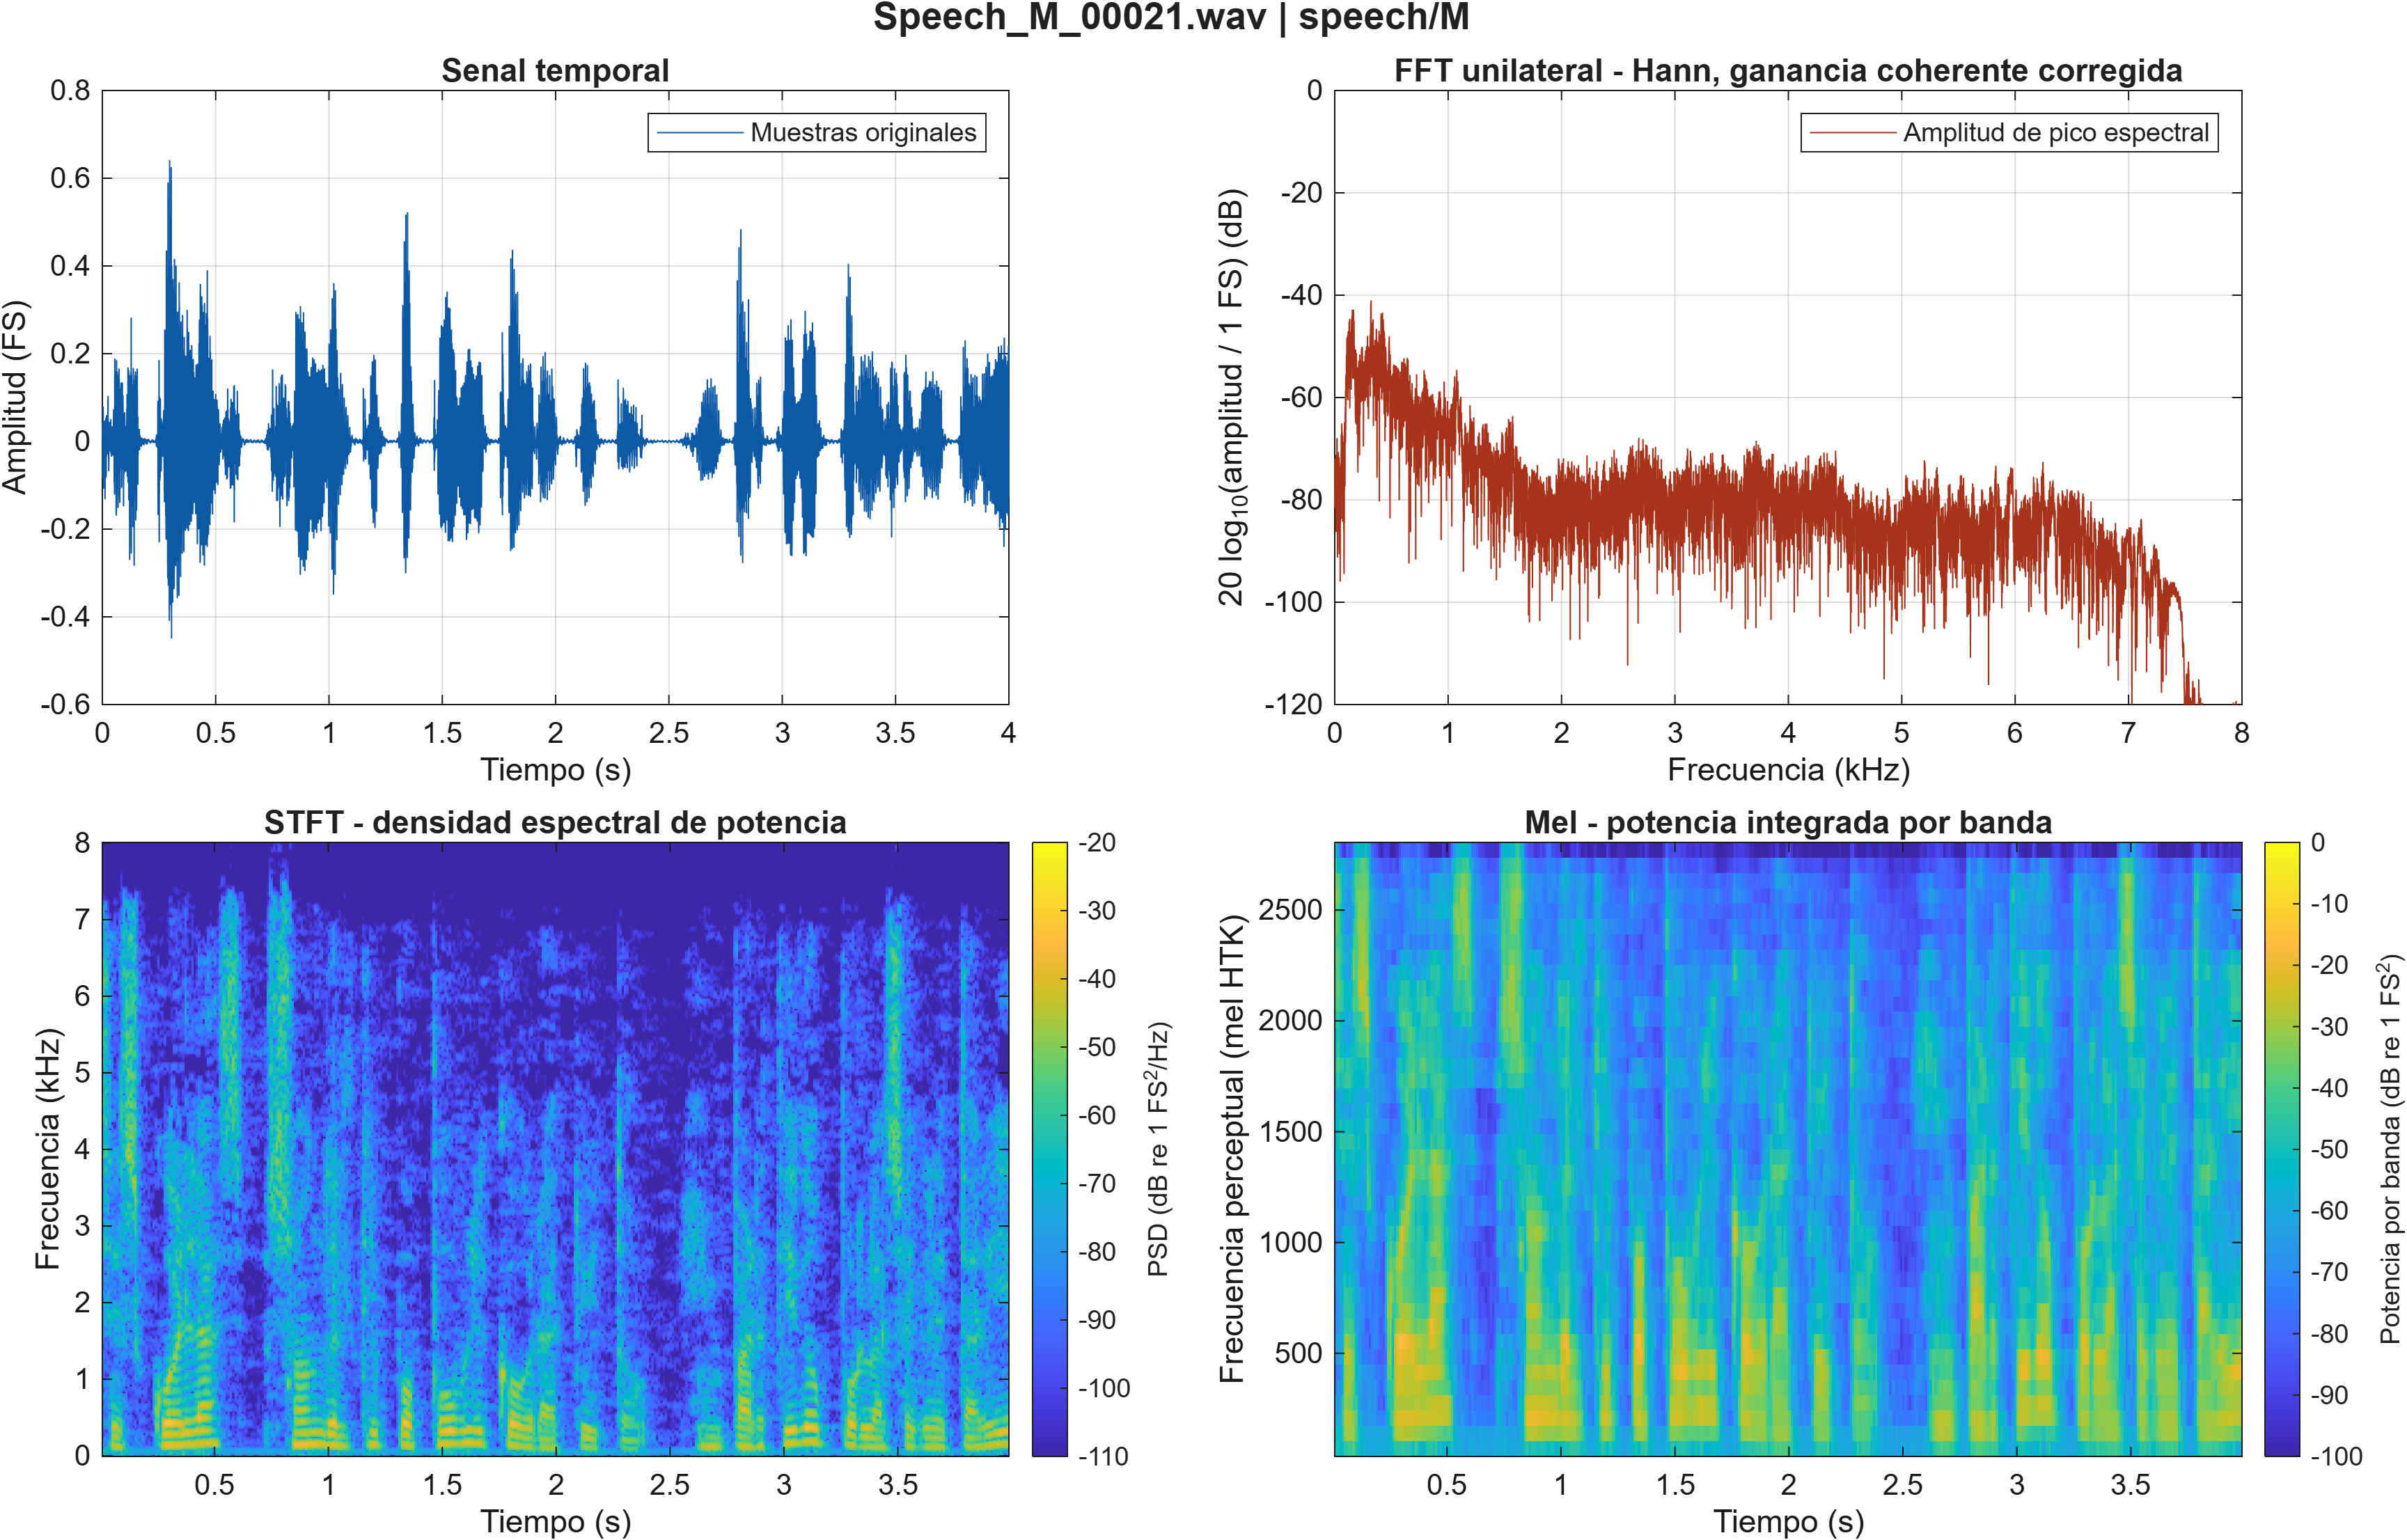 Speech_M_00021.wav | speech/M
Senal temporal
Amplitud (FS)
0.8
0.6
0.4
0.2
0
-0.2
-0.4
-0.6
Muestras originales
0 0.5 1 1.5 2 2.5 3 3.5 4
Tiempo (s)
FFT unilateral - Hann, ganancia coherente corregida
20 log10(amplitud / 1 FS) (dB)
0
-20
-40
-60
-80
-100
-120
Amplitud de pico espectral
0 1 2 3 4 5 6 7 8
Frecuencia (kHz)
STFT - densidad espectral de potencia
Frecuencia (kHz)
8
7
6
5
4
3
2
1
0
0.5 1 1.5 2 2.5 3 3.5
Tiempo (s)
-20
-30
-40
-50
-60
-70
-80
-90
-100
-110
PSD (dB re 1 FS²/Hz)
Mel - potencia integrada por banda
Frecuencia perceptual (mel HTK)
2500
2000
1500
1000
500
0.5 1 1.5 2 2.5 3 3.5
Tiempo (s)
0
-10
-20
-30
-40
-50
-60
-70
-80
-90
-100
Potencia por banda (dB re 1 FS²)